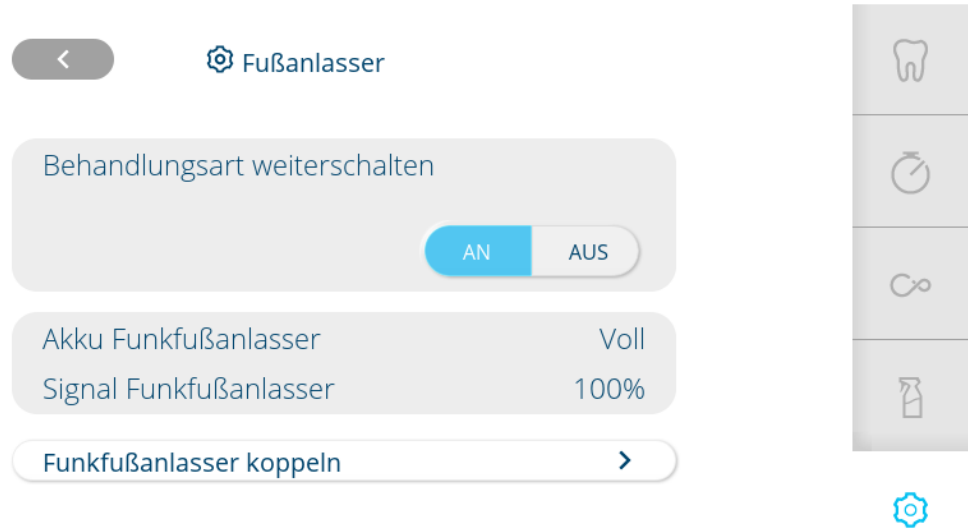 Fußanlasser
Behandlungsart weiterschalten
AN AUS
Akku Funkfußanlasser Voll
Signal Funkfußanlasser 100%
Funkfußanlasser koppeln